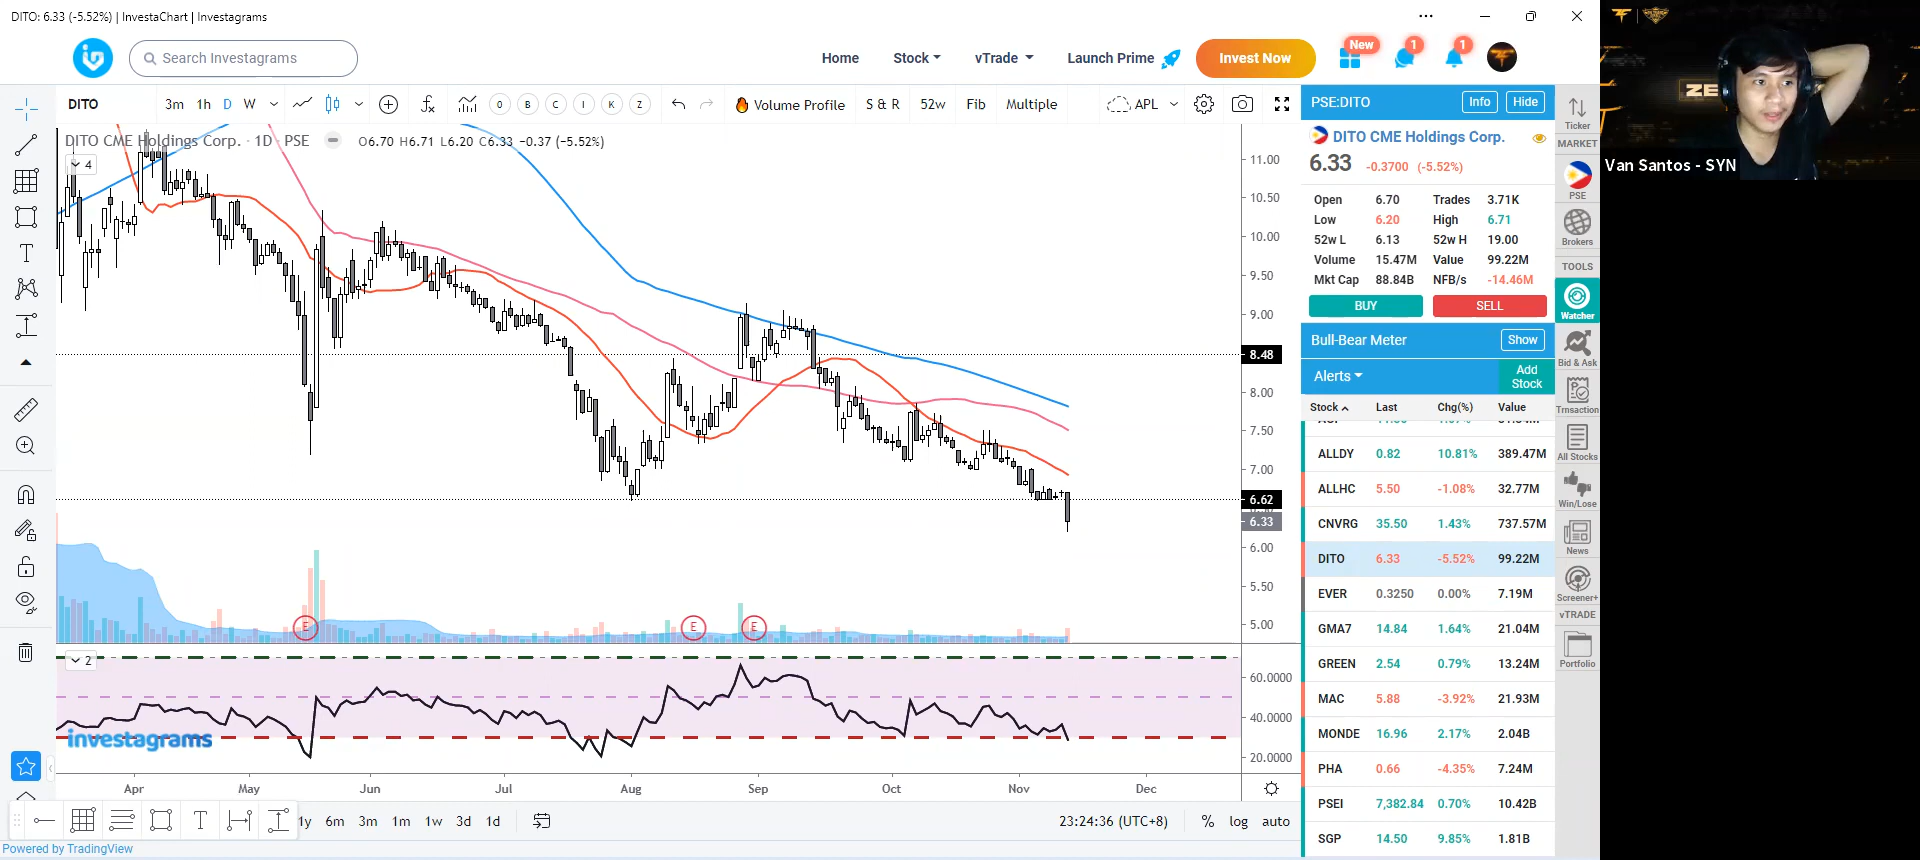 DITO: 6.33 (-5.52%) | InvestaChart | Investagrams
Search Investagrams
Home Stock vTrade Launch Prime Invest Now New 1 1
DITO 3m 1h D W O B C I K Z Volume Profile S & R 52w Fib Multiple APL
DITO CME Holdings Corp. · 1D · PSE O6.70 H6.71 L6.20 C6.33 -0.37 (-5.52%)
4
11.00
10.50
10.00
9.50
9.00
8.48
8.00
7.50
7.00
6.62
6.33
6.00
5.50
5.00
E E E
2
60.0000
40.0000
20.0000
investagrams
Apr May Jun Jul Aug Sep Oct Nov Dec
1y 6m 3m 1m 1w 3d 1d 23:24:36 (UTC+8) % log auto
Powered by TradingView
PSE:DITO Info Hide
DITO CME Holdings Corp.
6.33 -0.3700 (-5.52%)
Open 6.70 Trades 3.71K
Low 6.20 High 6.71
52w L 6.13 52w H 19.00
Volume 15.47M Value 99.22M
Mkt Cap 88.84B NFB/s -14.46M
BUY SELL
Bull-Bear Meter Show
Alerts Add Stock
Stock Last Chg(%) Value
ALLDY 0.82 10.81% 389.47M
ALLHC 5.50 -1.08% 32.77M
CNVRG 35.50 1.43% 737.57M
DITO 6.33 -5.52% 99.22M
EVER 0.3250 0.00% 7.19M
GMA7 14.84 1.64% 21.04M
GREEN 2.54 0.79% 13.24M
MAC 5.88 -3.92% 21.93M
MONDE 16.96 2.17% 2.04B
PHA 0.66 -4.35% 7.24M
PSEI 7,382.84 0.70% 10.42B
SGP 14.50 9.85% 1.81B
Ticker
MARKET
PSE
Brokers
TOOLS
Watcher
Bid & Ask
Trnsaction
All Stocks
Win/Lose
News
Screener+
vTRADE
Portfolio
ZE
Van Santos - SYN